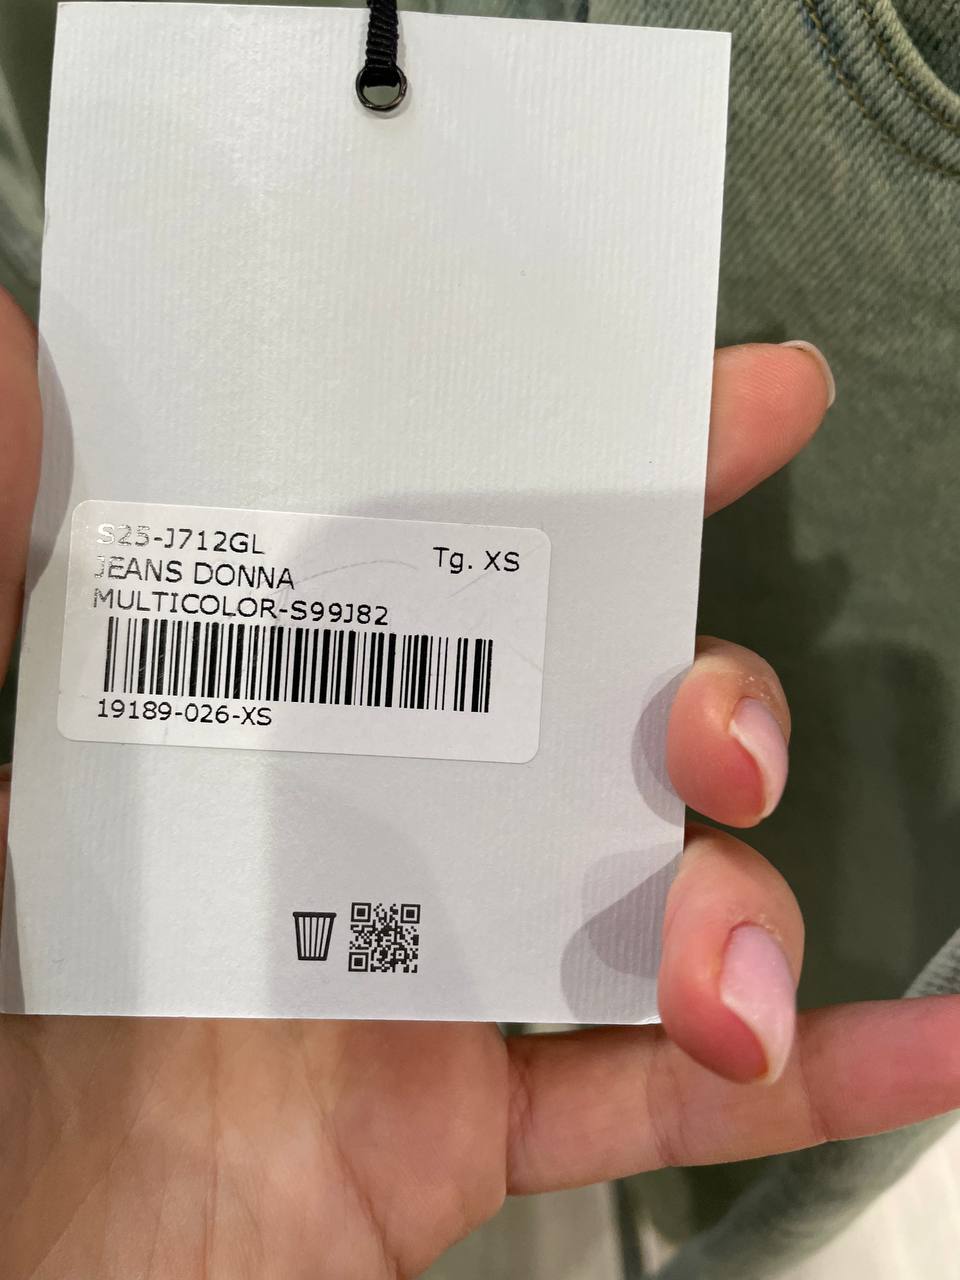 S25-J712GL
Tg. XS
JEANS DONNA
MULTICOLOR-S99J82
19189-026-XS